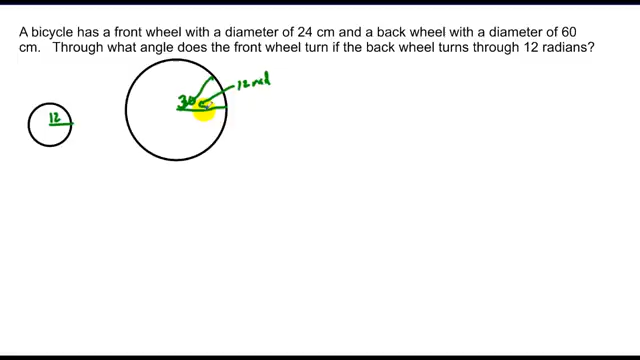 A bicycle has a front wheel with a diameter of 24 cm and a back wheel with a diameter of 60
cm. Through what angle does the front wheel turn if the back wheel turns through 12 radians?
12 rad
30
12